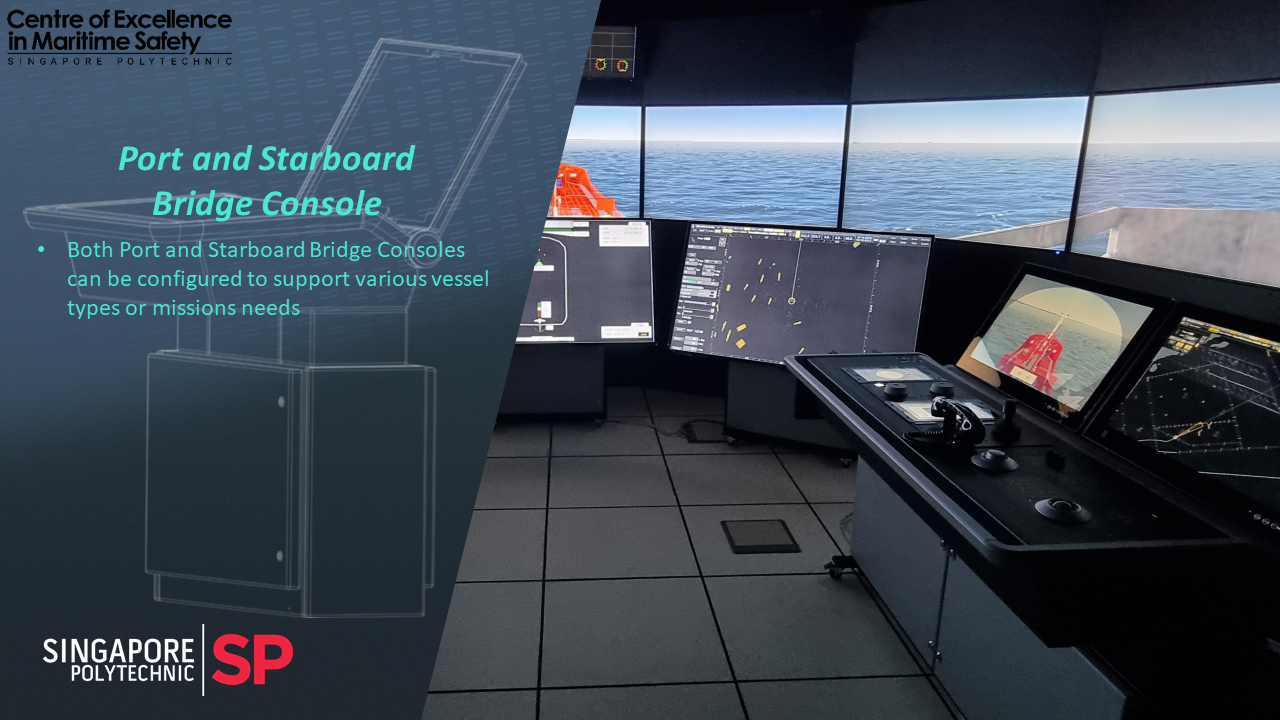 Centre of Excellence
in Maritime Safety
SINGAPORE POLYTECHNIC
Port and Starboard
Bridge Console
• Both Port and Starboard Bridge Consoles
can be configured to support various vessel
types or missions needs
SINGAPORE
POLYTECHNIC
SP